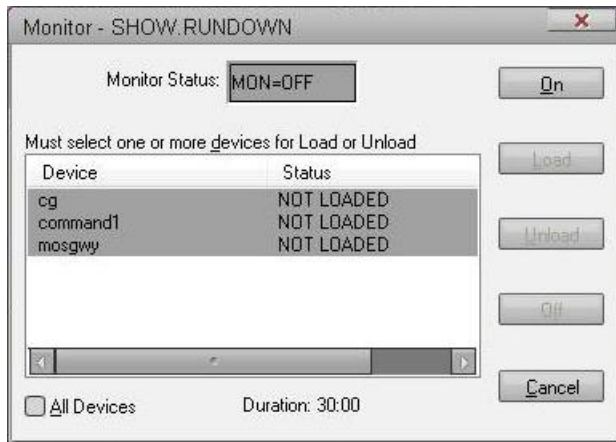 Monitor - SHOW.RUNDOWN
Monitor Status: MON=OFF
On
Must select one or more devices for Load or Unload
Device Status
cg NOT LOADED
command1 NOT LOADED
mosgwy NOT LOADED
Load
Unload
Off
Cancel
All Devices Duration: 30:00